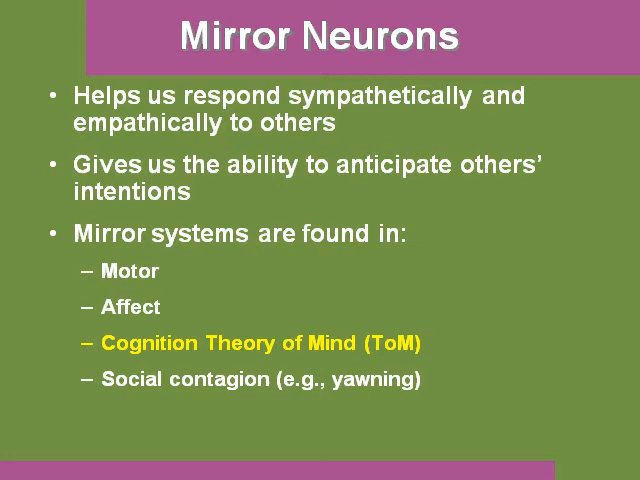 Mirror Neurons
• Helps us respond sympathetically and
empathically to others
• Gives us the ability to anticipate others’
intentions
• Mirror systems are found in:
– Motor
– Affect
– Cognition Theory of Mind (ToM)
– Social contagion (e.g., yawning)